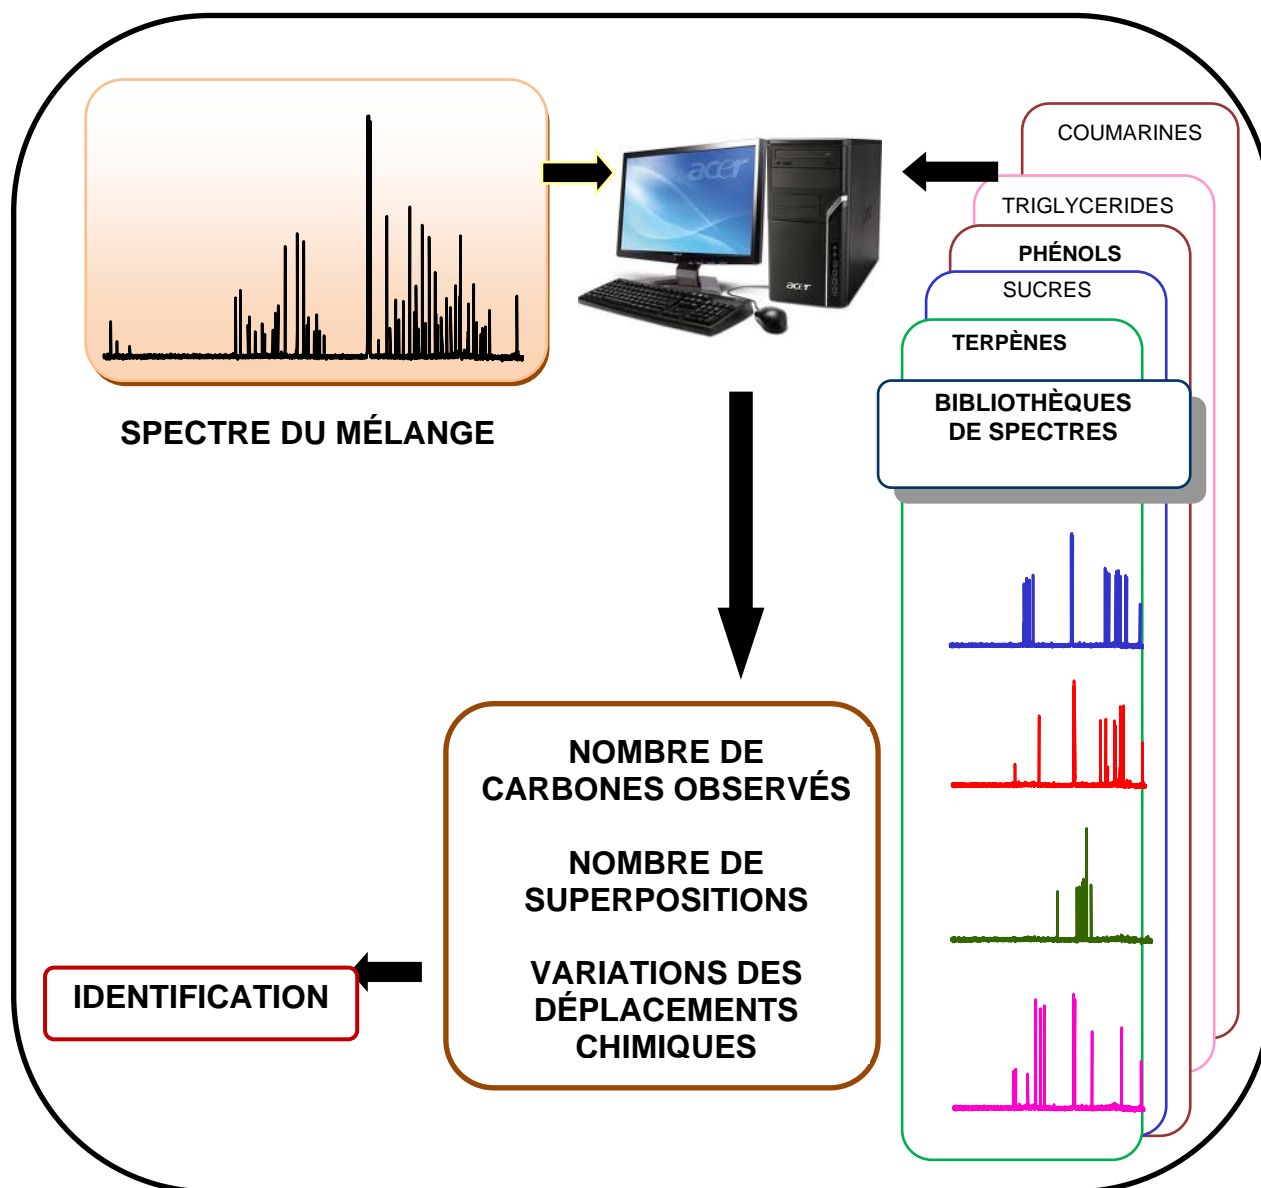 COUMARINES
TRIGLYCERIDES
PHÉNOLS
SUCRES
TERPÈNES
BIBLIOTHÈQUES
DE SPECTRES
acer
acer
SPECTRE DU MÉLANGE
NOMBRE DE
CARBONES OBSERVÉS
NOMBRE DE
SUPERPOSITIONS
VARIATIONS DES
DÉPLACEMENTS
CHIMIQUES
IDENTIFICATION